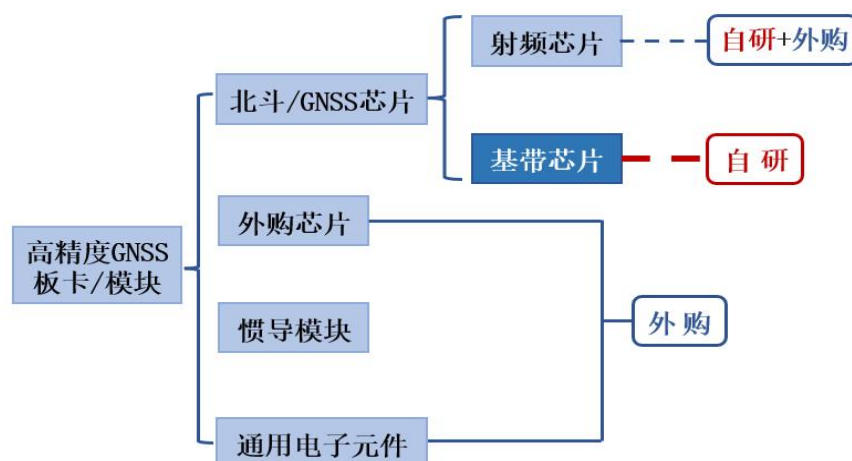 射频芯片
自研+外购
北斗/GNSS芯片
基带芯片
自研
外购芯片
高精度GNSS
板卡/模块
惯导模块
外购
通用电子元件